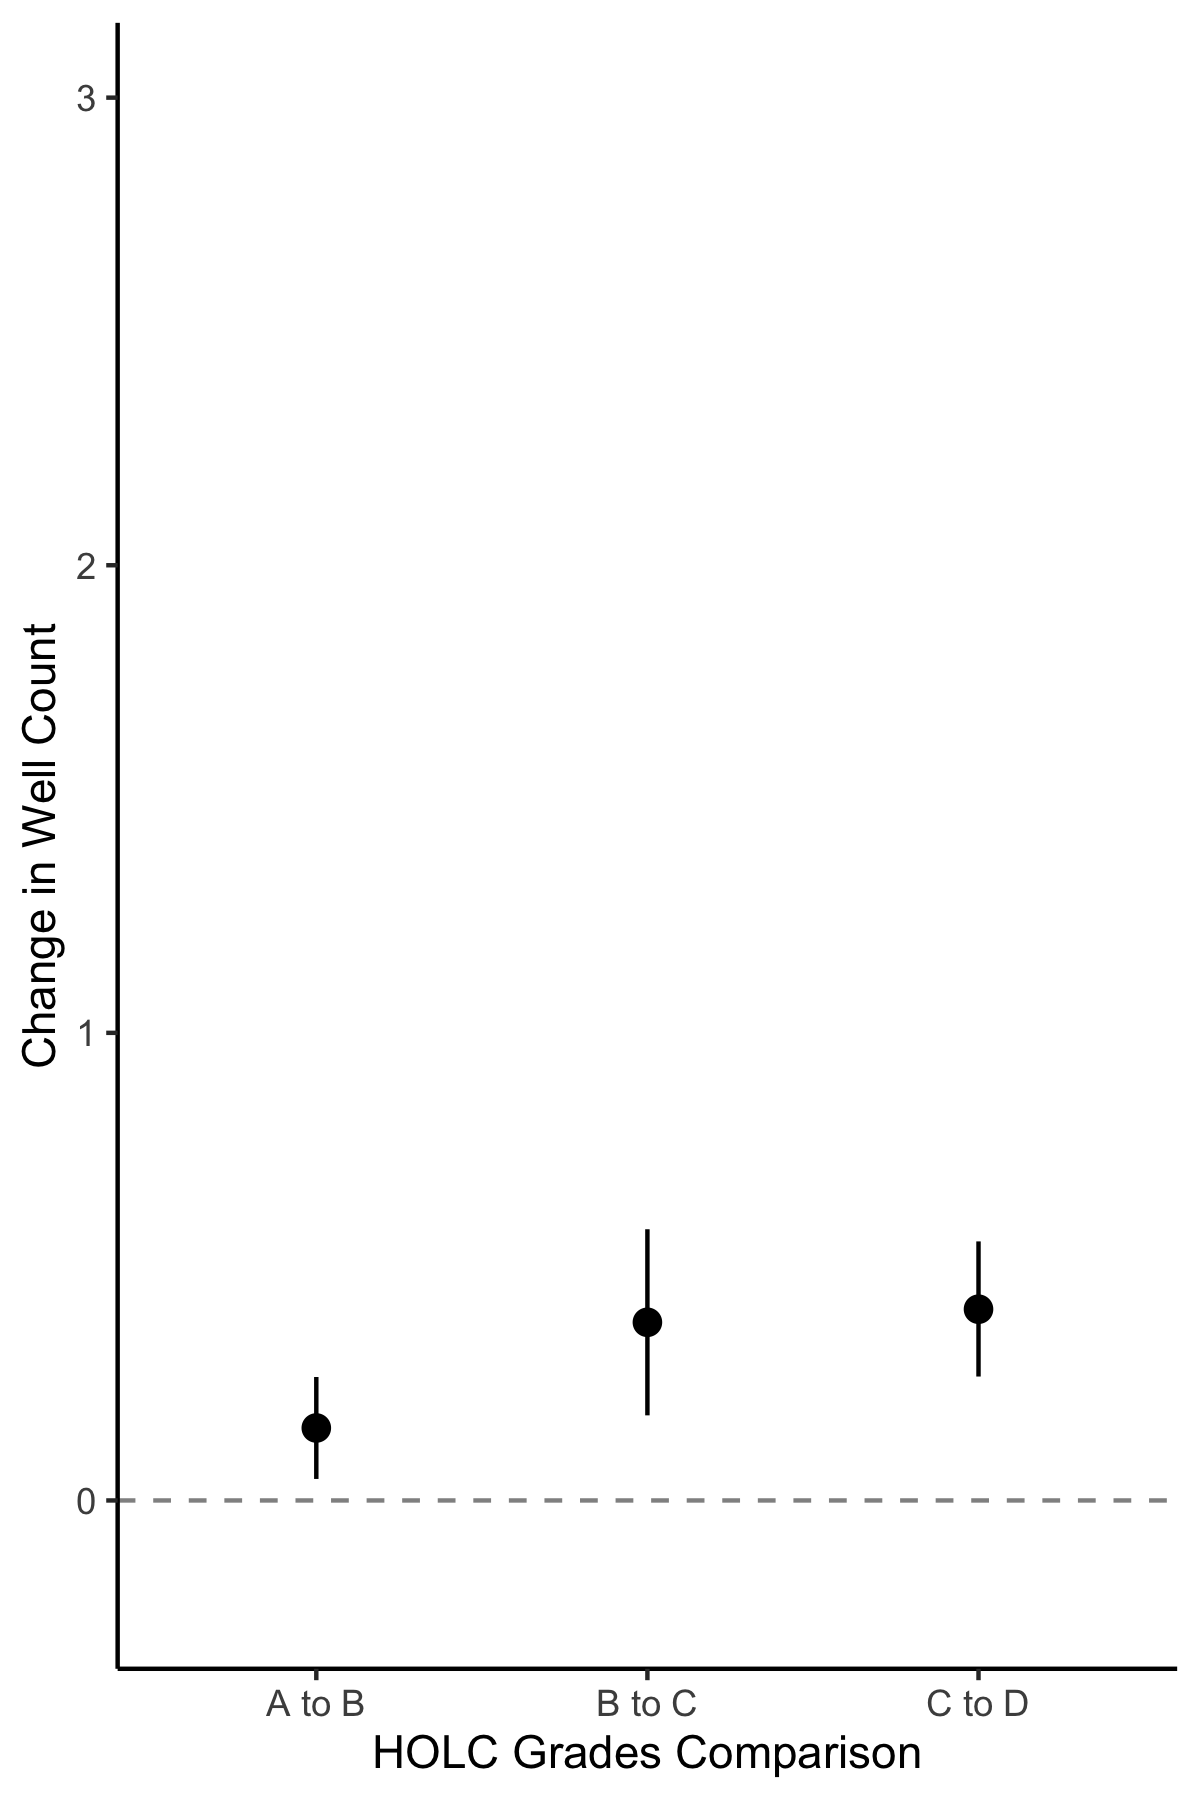 3
2
1
0
Change in Well Count
A to B
B to C
C to D
HOLC Grades Comparison